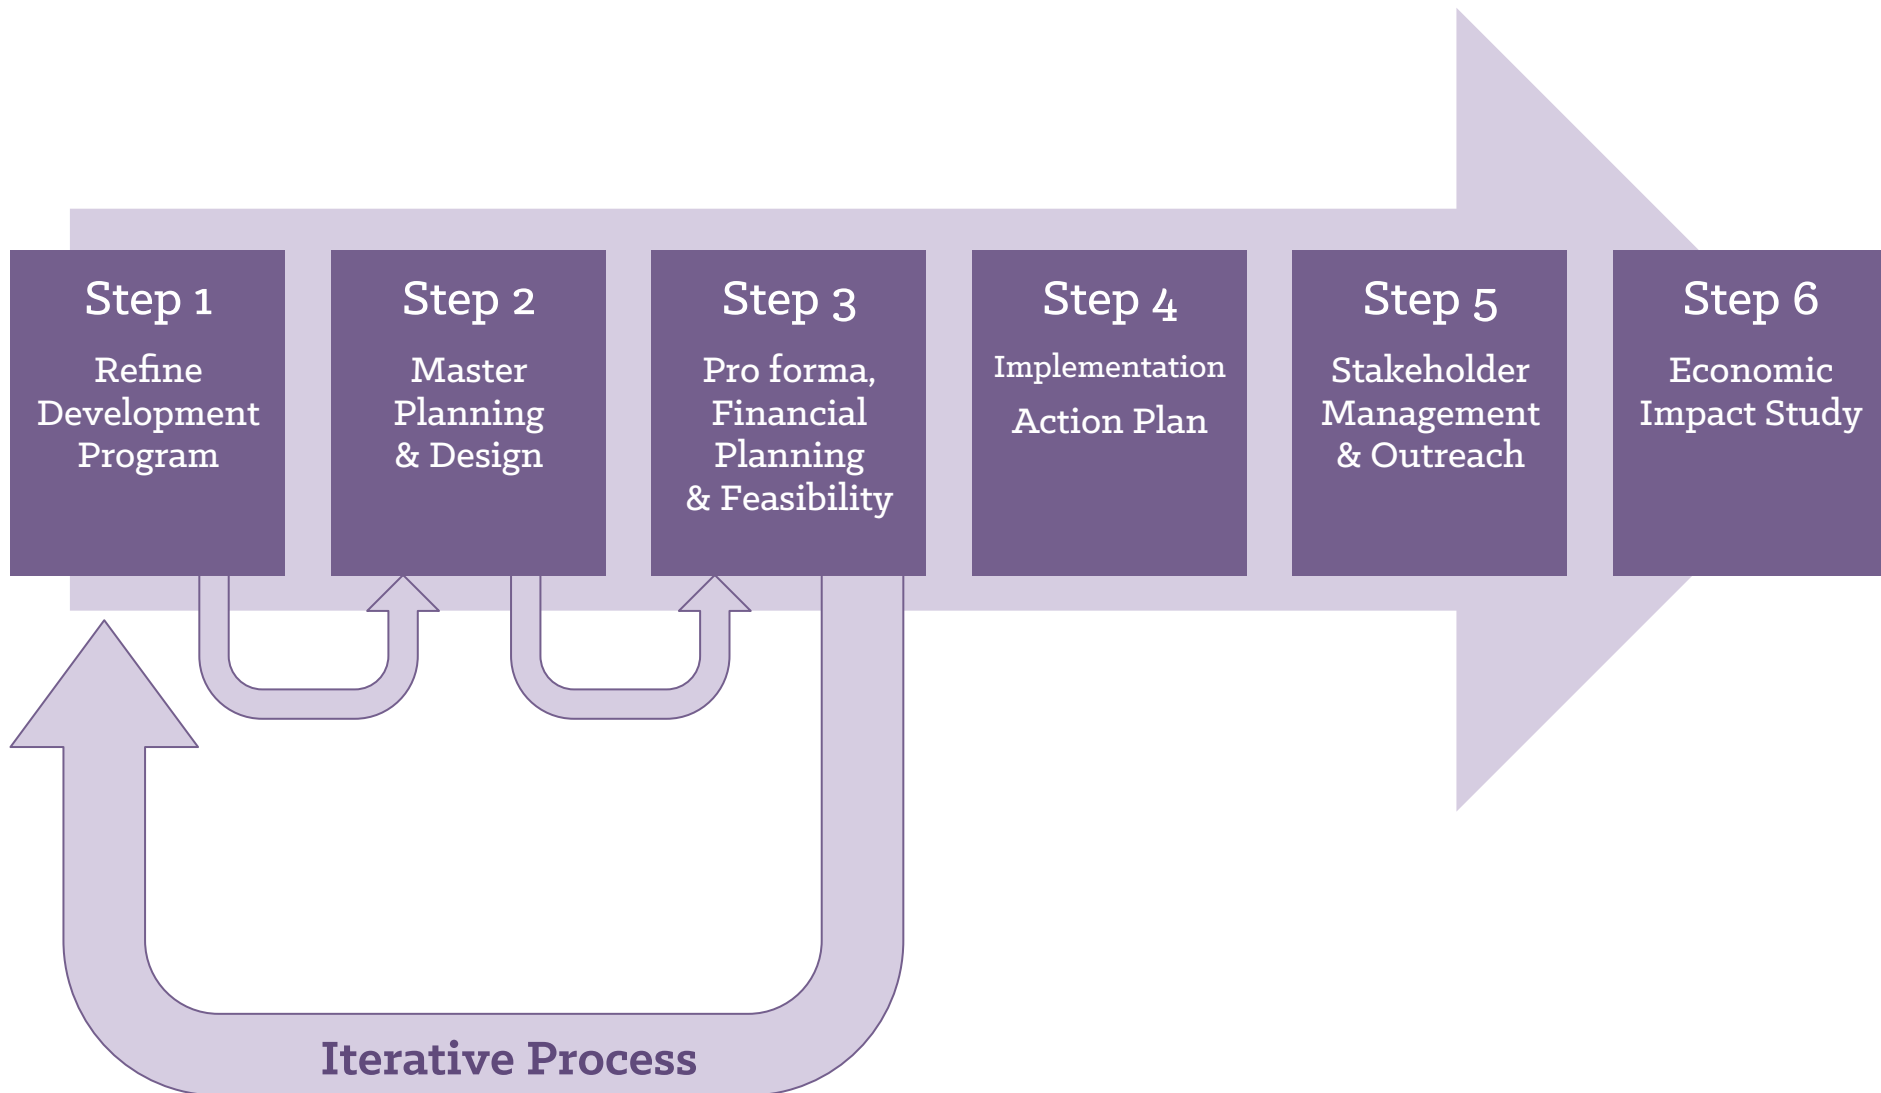 Step 1
Refine
Development
Program
Step 2
Master
Planning
& Design
Step 3
Pro forma,
Financial
Planning
& Feasibility
Step 4
Implementation
Action Plan
Step 5
Stakeholder
Management
& Outreach
Step 6
Economic
Impact Study
Iterative Process